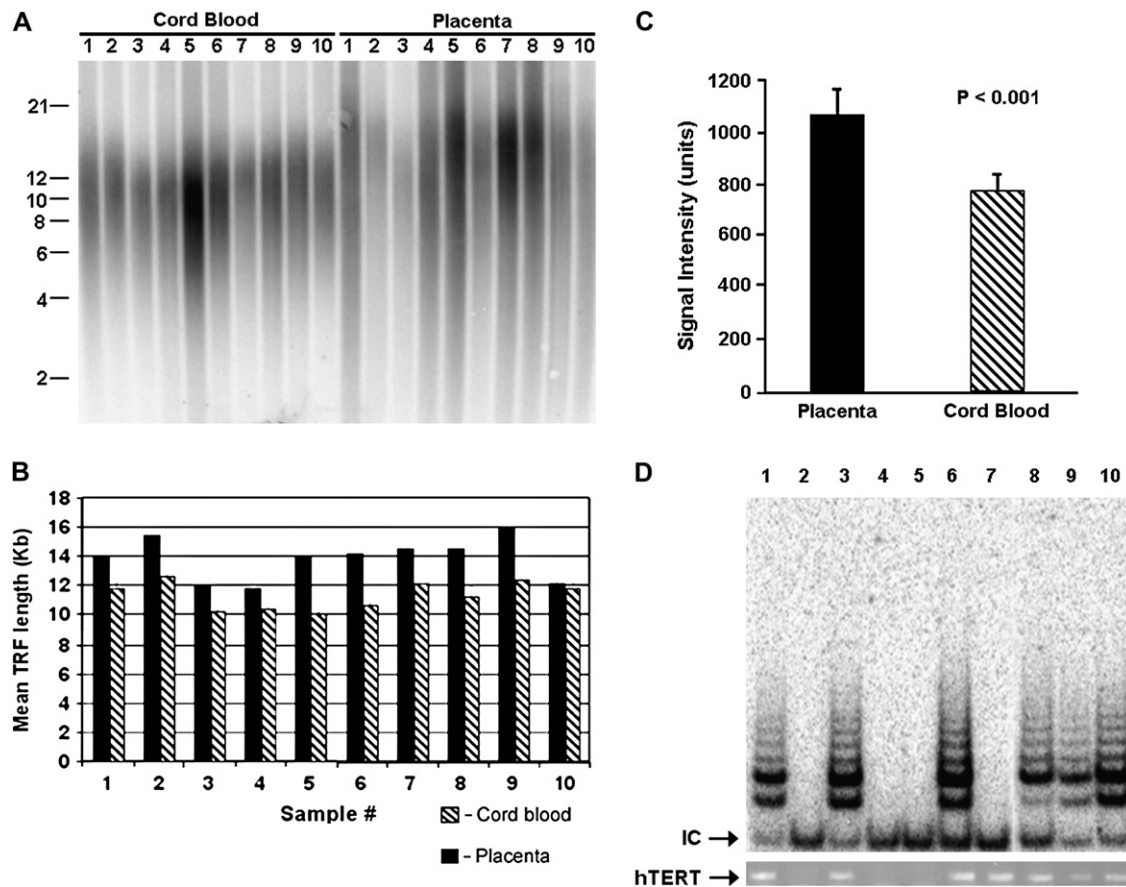 A
Cord Blood Placenta
1 2 3 4 5 6 7 8 9 10 1 2 3 4 5 6 7 8 9 10
21
12
10
8
6
4
2
B
Mean TRF length (Kb)
18
16
14
12
10
8
6
4
2
0
1 2 3 4 5 6 7 8 9 10
Sample #
- Cord blood
- Placenta
C
Signal Intensity (units)
1200
1000
800
600
400
200
0
P < 0.001
Placenta Cord Blood
D
1 2 3 4 5 6 7 8 9 10
IC
hTERT